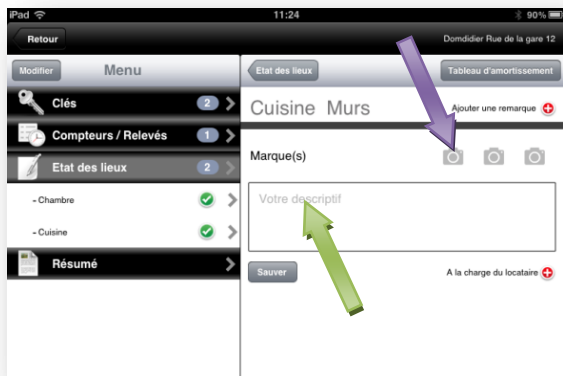 iPad 11:24 90%
Retour Domdidier Rue de la gare 12
Modifier Menu Etat des lieux Tableau d'amortissement
Clés 2
Cuisine Murs Ajouter une remarque
Compteurs / Relevés 1
Marque(s)
Etat des lieux 2
- Chambre
Votre descriptif
- Cuisine
Résumé
Sauver A la charge du locataire